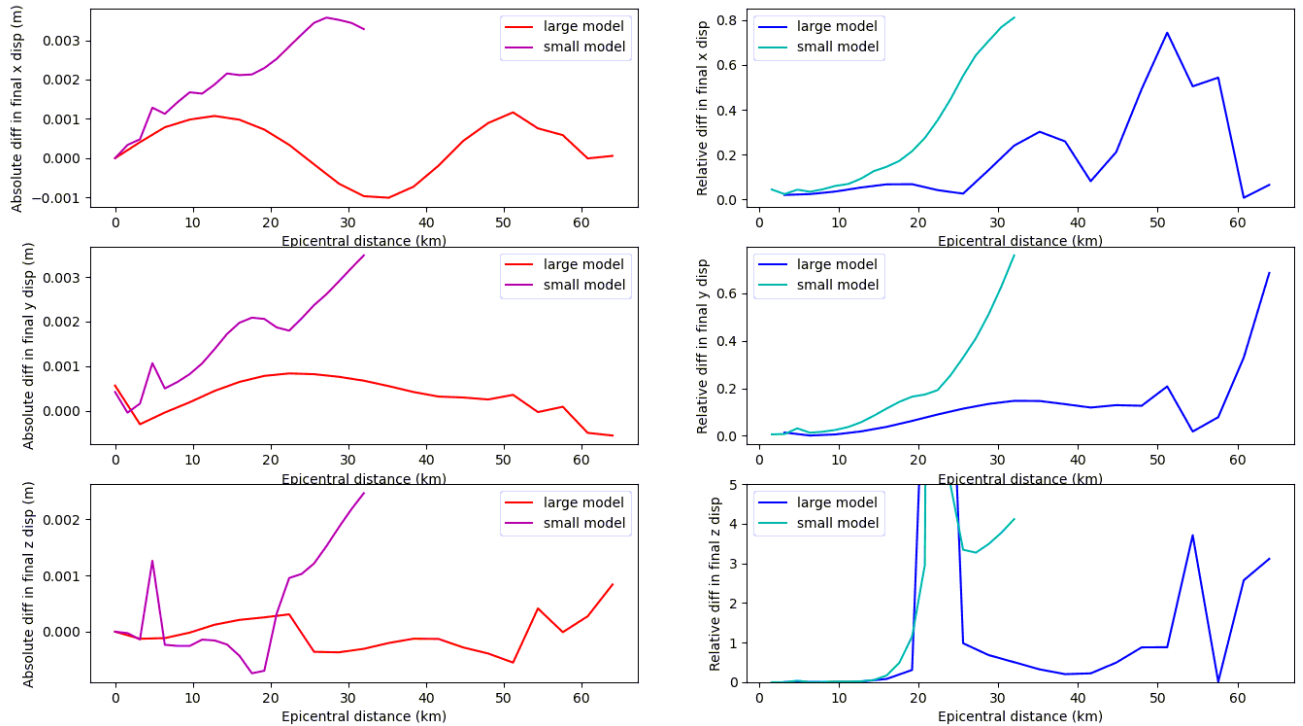 Absolute diff in final x disp (m)
0.003
0.002
0.001
0.000
−0.001
large model
small model
0 10 20 30 40 50 60
Epicentral distance (km)
Relative diff in final x disp
0.8
0.6
0.4
0.2
0.0
large model
small model
0 10 20 30 40 50 60
Epicentral distance (km)
Absolute diff in final y disp (m)
0.003
0.002
0.001
0.000
large model
small model
0 10 20 30 40 50 60
Epicentral distance (km)
Relative diff in final y disp
0.6
0.4
0.2
0.0
large model
small model
0 10 20 30 40 50 60
Epicentral distance (km)
Absolute diff in final z disp (m)
0.002
0.001
0.000
large model
small model
0 10 20 30 40 50 60
Epicentral distance (km)
Relative diff in final z disp
5
4
3
2
1
0
large model
small model
0 10 20 30 40 50 60
Epicentral distance (km)